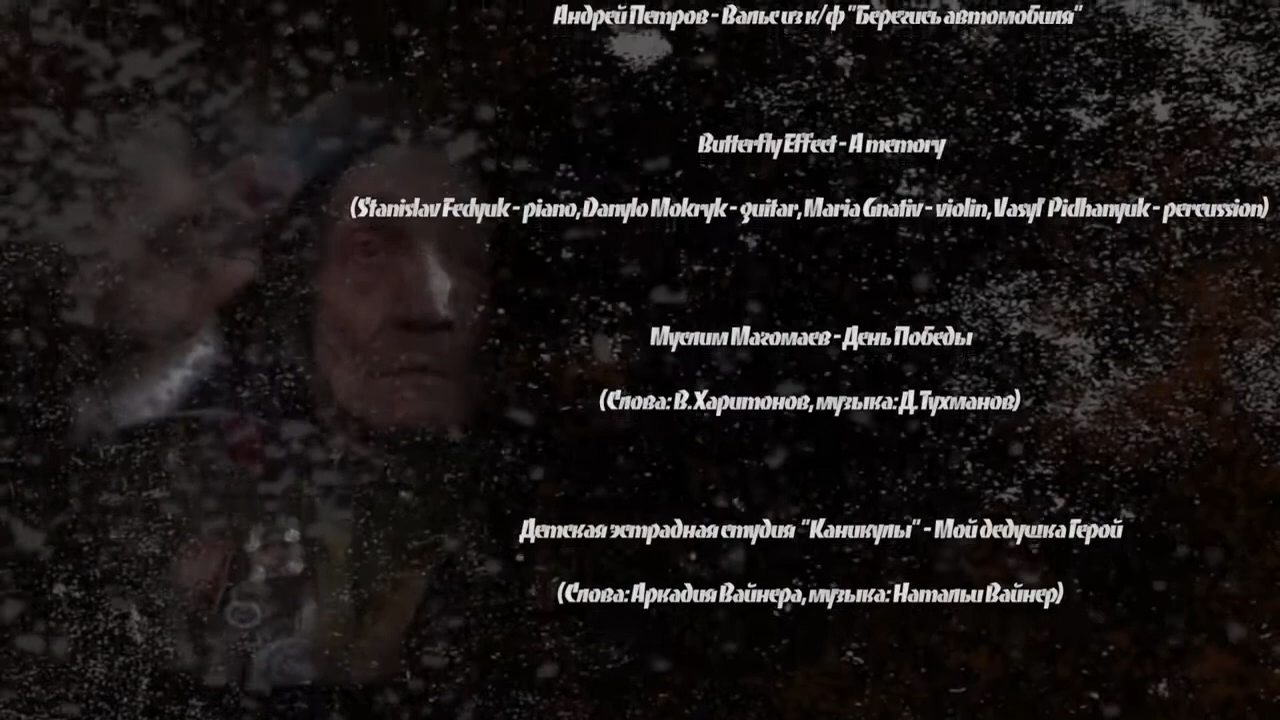 Андрей Петров - Вальс из к/ф "Берегись автомобиля"
Butterfly Effect - A memory
(Stanislav Fedyuk - piano, Danylo Mokryk - guitar, Maria Gnativ - violin, Vasyl' Pidhanyuk - percussion)
Муслим Магомаев - День Победы
(Слова: В. Харитонов, музыка: Д. Тухманов)
Детская эстрадная студия "Каникулы" - Мой дедушка Герой
(Слова: Аркадия Вайнера, музыка: Натальи Вайнер)